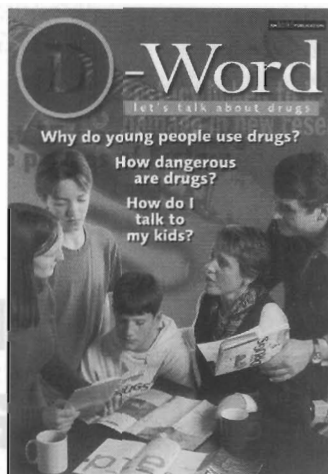 D-Word
let's talk about drugs
Why do young people use drugs?
How dangerous
are drugs?
How do I
talk to
my kids?